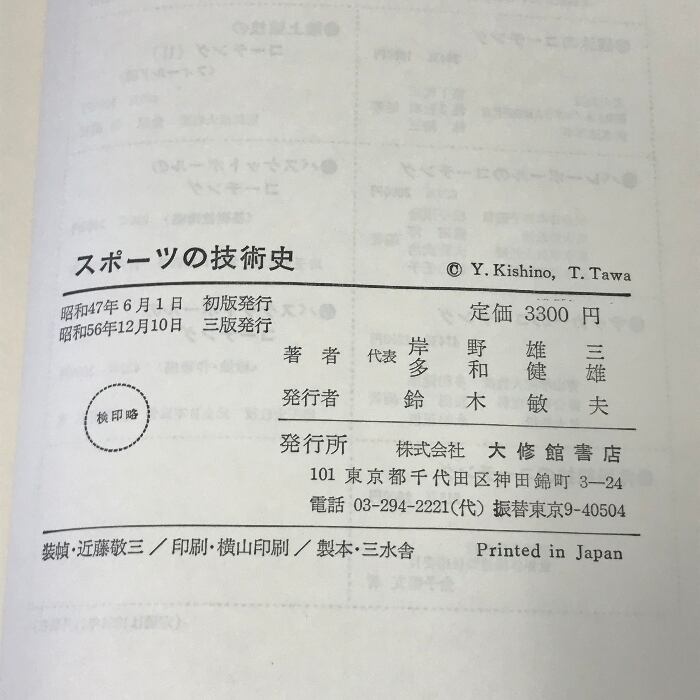 スポーツの技術史
© Y. Kishino, T. Tawa
昭和47年6月1日 初版発行
昭和56年12月10日 三版発行
定価 3300 円
著者 代表 岸野雄三
多和健雄
発行者 鈴木敏夫
検印略
発行所 株式会社 大修館書店
101 東京都千代田区神田錦町 3—24
電話 03-294-2221(代) 振替東京9-40504
装幀・近藤敬三/印刷・横山印刷/製本・三水舎 Printed in Japan